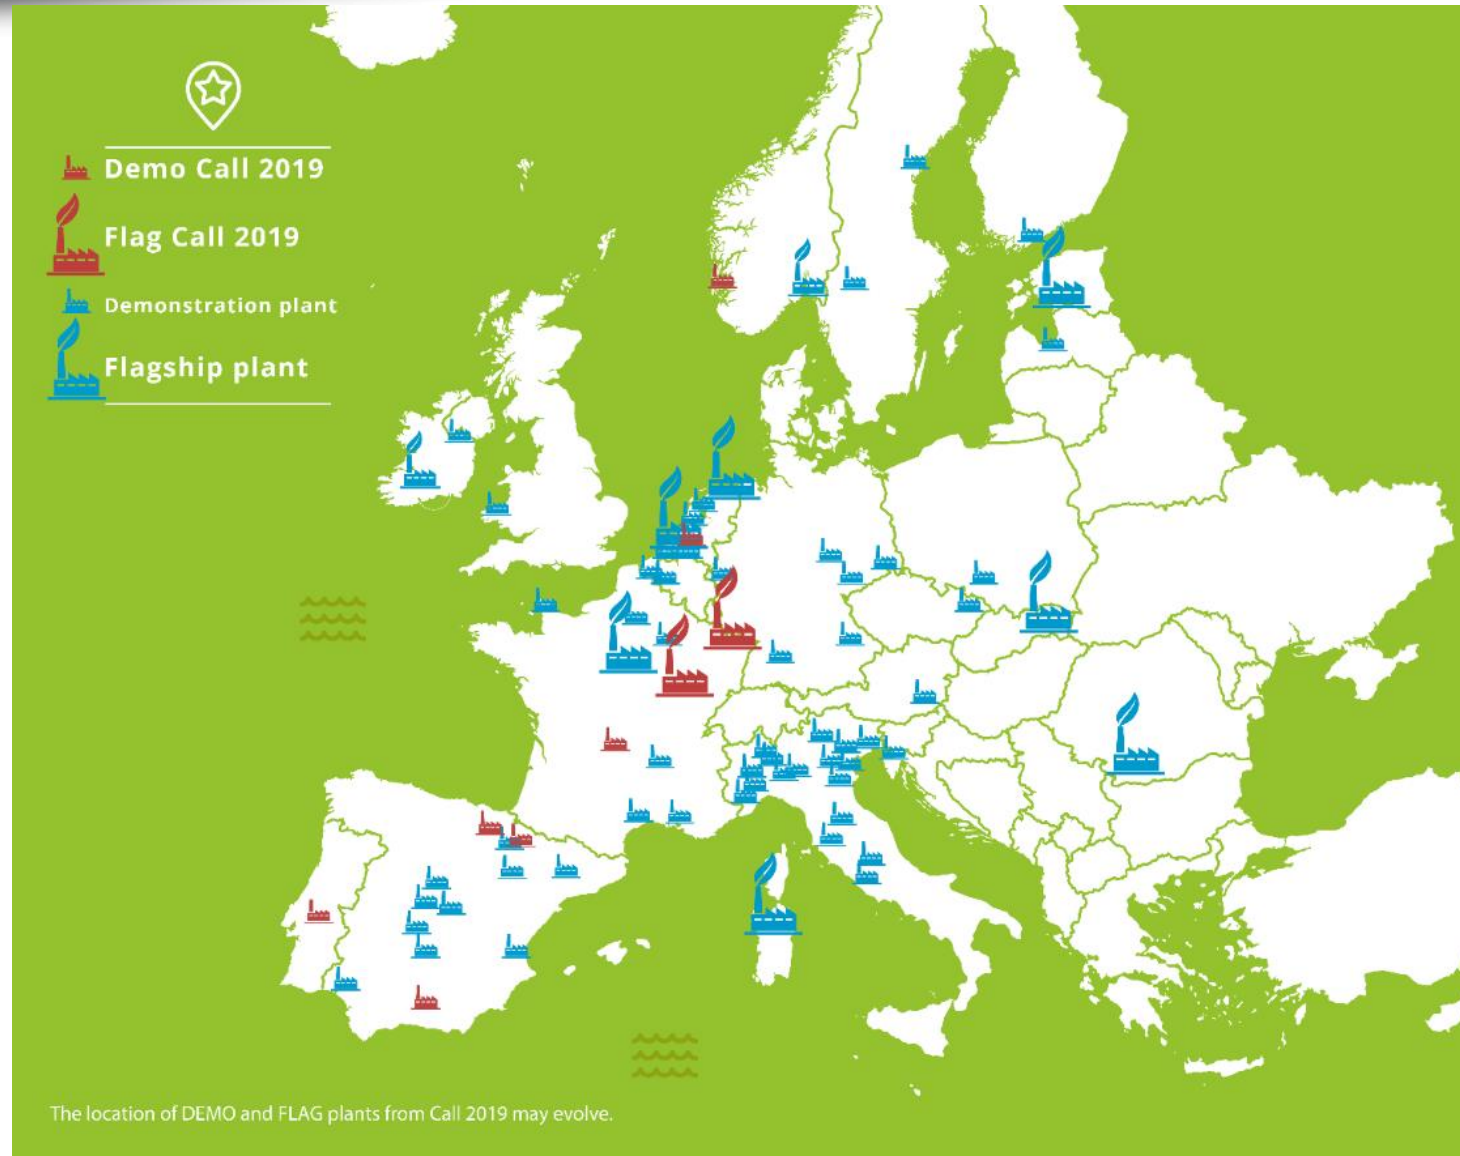 Demo Call 2019
Flag Call 2019
Demonstration plant
Flagship plant
The location of DEMO and FLAG plants from Call 2019 may evolve.